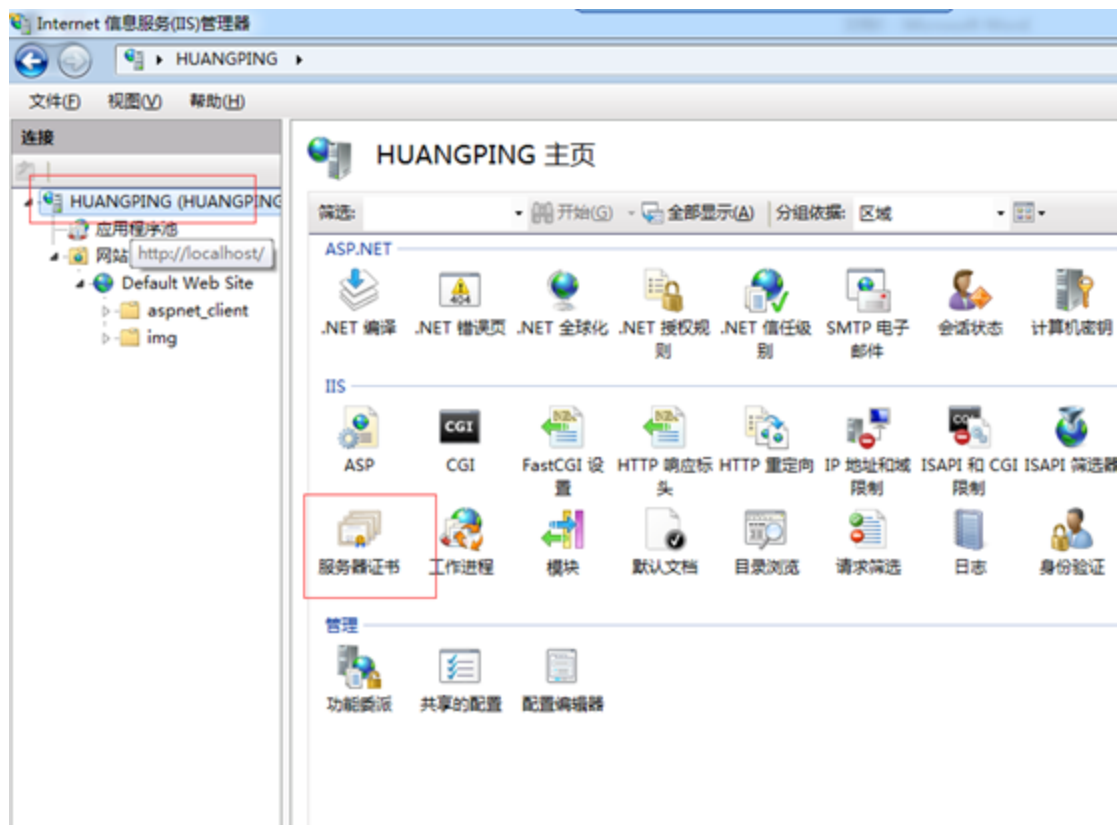 Internet 信息服务(IIS)管理器
HUANGPING
文件(F) 视图(V) 帮助(H)
连接
HUANGPING (HUANGPING
应用程序池
网站
http://localhost/
Default Web Site
aspnet_client
img
HUANGPING 主页
筛选: 开始(G) 全部显示(A) 分组依据: 区域
ASP.NET
.NET 编译 .NET 错误页 .NET 全球化 .NET 授权规则 .NET 信任级别 SMTP 电子邮件 会话状态 计算机密钥
404
IIS
CGI
ASP CGI FastCGI 设置 HTTP 响应标头 HTTP 重定向 IP 地址和域限制 ISAPI 和 CGI 限制 ISAPI 筛选器
服务器证书 工作进程 模块 默认文档 目录浏览 请求筛选 日志 身份验证
管理
功能委派 共享的配置 配置编辑器